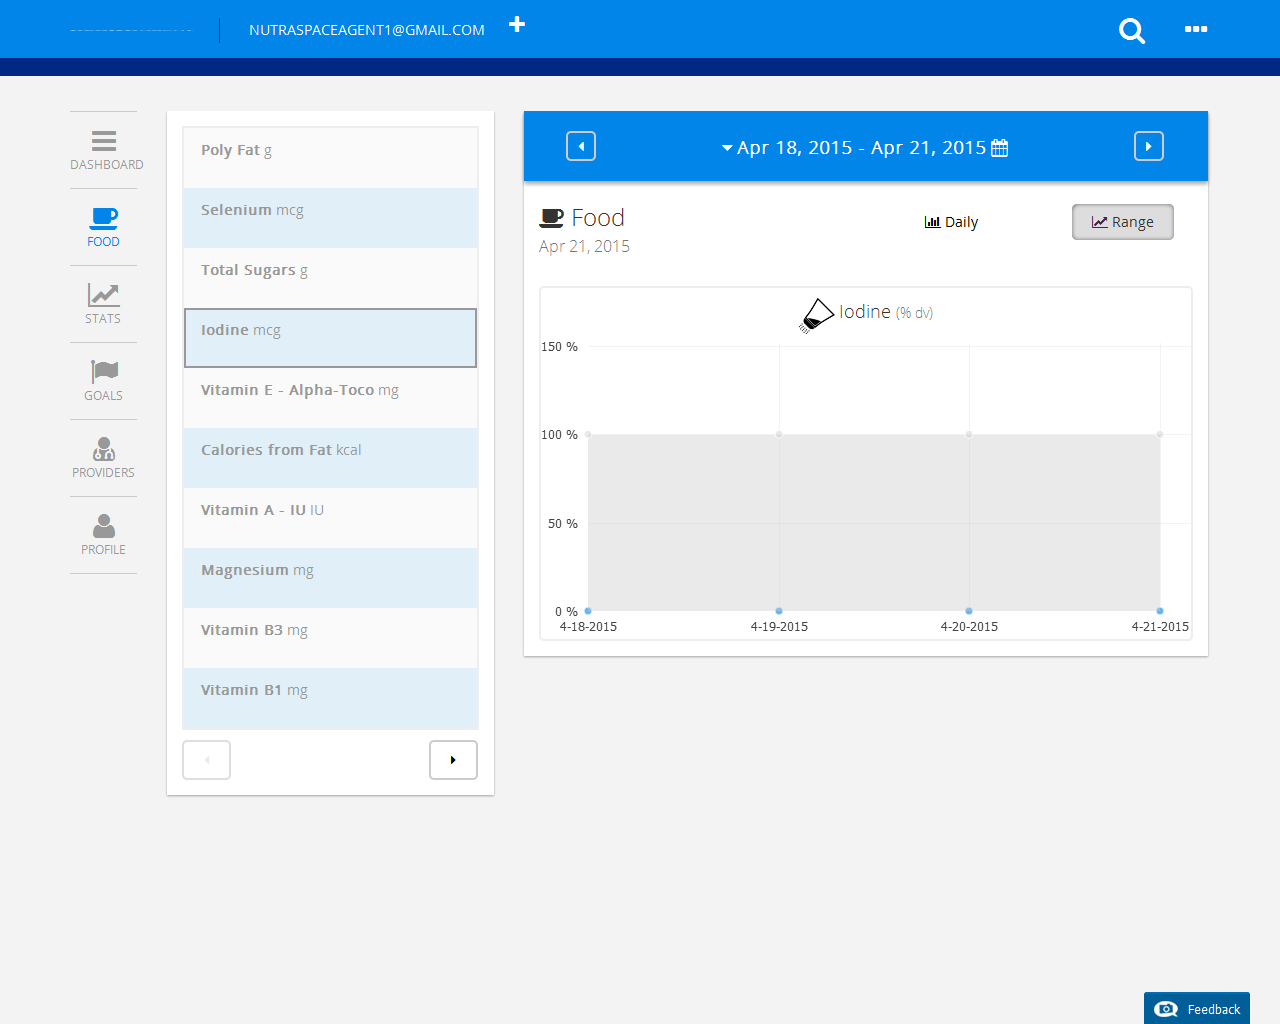 NUTRASPACEAGENT1@GMAIL.COM
DASHBOARD
FOOD
STATS
GOALS
PROVIDERS
PROFILE
Poly Fat g
Selenium mcg
Total Sugars g
Iodine mcg
Vitamin E - Alpha-Toco mg
Calories from Fat kcal
Vitamin A - IU IU
Magnesium mg
Vitamin B3 mg
Vitamin B1 mg
Apr 18, 2015 - Apr 21, 2015
Food
Apr 21, 2015
Daily
Range
Iodine (% dv)
150 %
100 %
50 %
0 %
4-18-2015
4-19-2015
4-20-2015
4-21-2015
Feedback